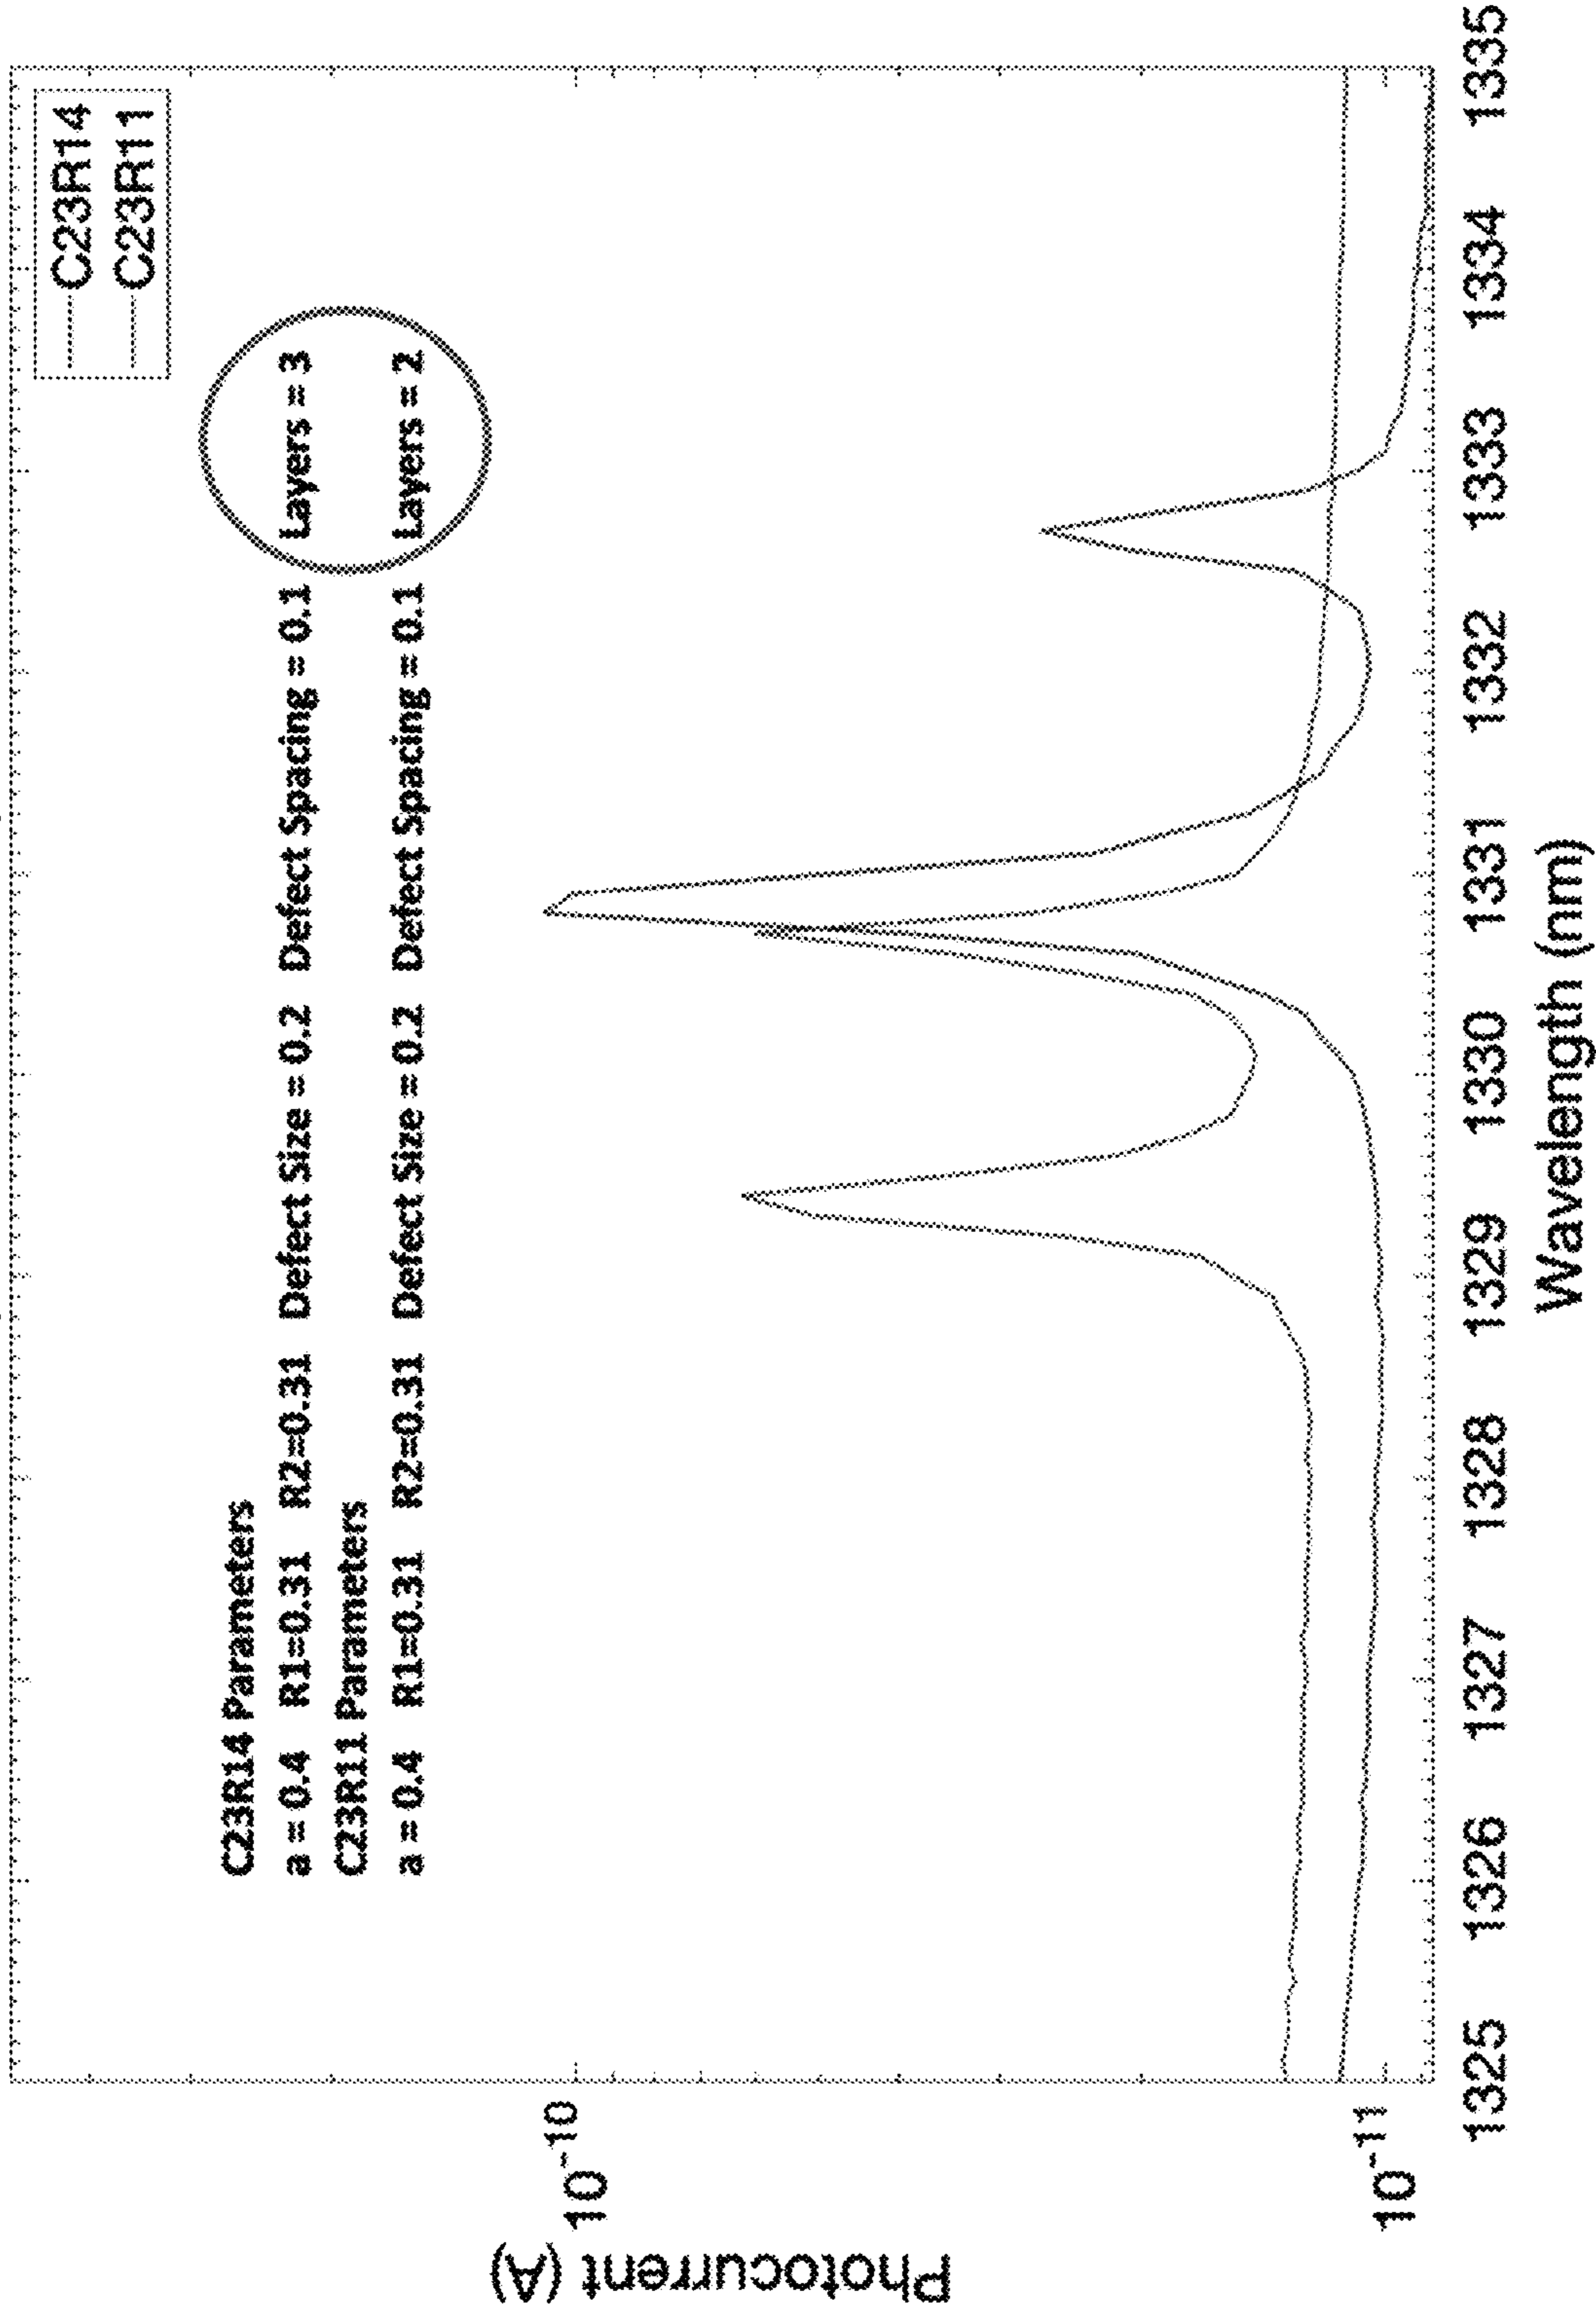 C23R14
C23R11
C23R14 Parameters
a = 0.4 R1=0.31 R2=0.31 Defect Size = 0.2 Defect Spacing = 0.1 Layers = 3
C23R11 Parameters
a = 0.4 R1=0.31 R2=0.31 Defect Size = 0.2 Defect Spacing = 0.1 Layers = 2
Photocurrent (A)
10⁻¹⁰
10⁻¹¹
1325 1326 1327 1328 1329 1330 1331 1332 1333 1334 1335
Wavelength (nm)